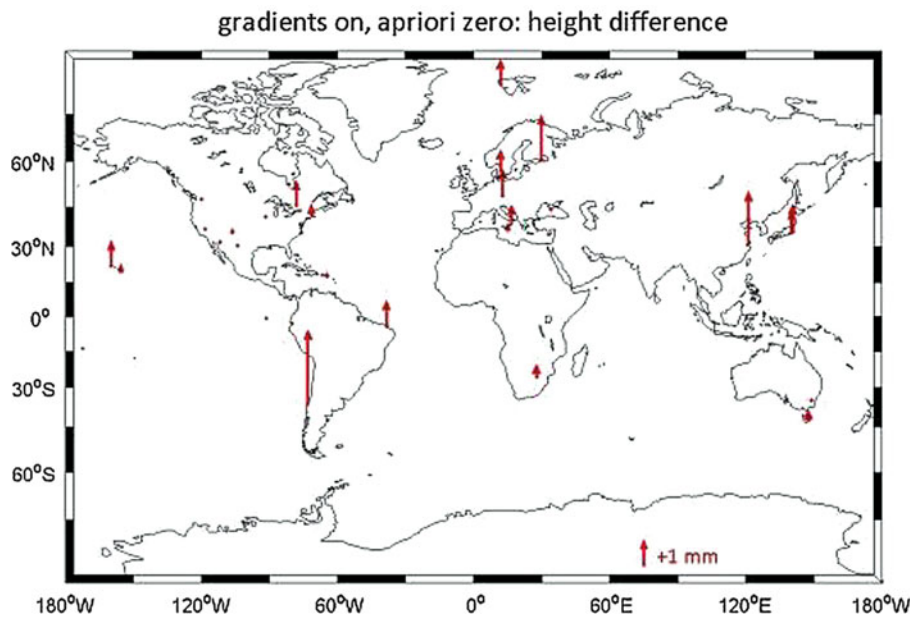 gradients on, apriori zero: height difference
60°N
30°N
0°
30°S
60°S
+1 mm
180°W
120°W
60°W
0°
60°E
120°E
180°W